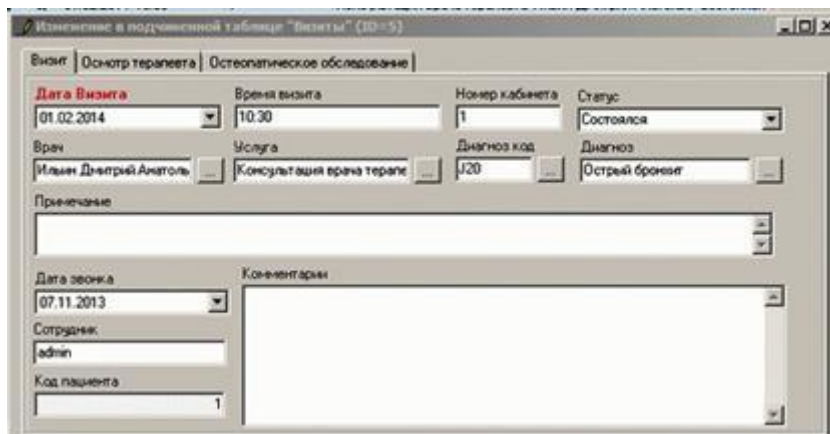 Изменение в подчиненной таблице "Визиты" (ID=5)
Визит Осмотр терапевта Остеопатическое обследование
Дата Визита Время визита Номер кабинета Статус
01.02.2014 10:30 1 Состоялся
Врач Услуга Диагноз код Диагноз
Ильин Дмитрий Анатоль ... Консультация врача терапе ... J20 ... Острый бронхит ...
Примечание
Дата звонка Комментарии
07.11.2013
Сотрудник
admin
Код пациента
1